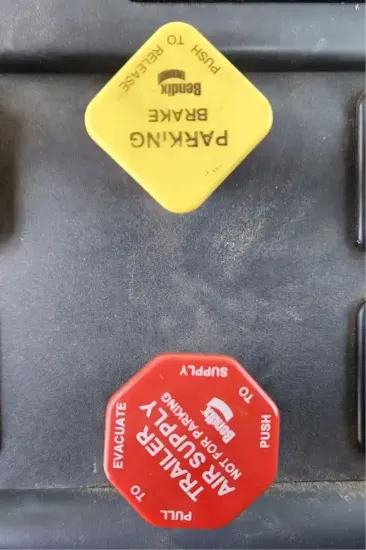 PUSH TO RELEASE
Bendix
PARKING
BRAKE
PUSH TO SUPPLY
Bendix
TRAILER
AIR SUPPLY
NOT FOR PARKING
PULL TO EVACUATE